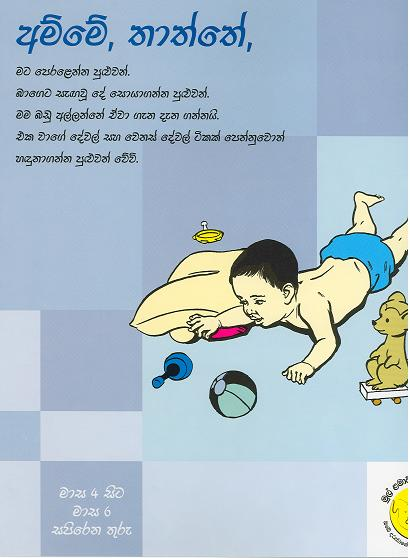 අම්මේ, තාත්තේ,
මට පෙරළෙන්න පුළුවන්.
බාගෙට සැඟවූ දේ සොයාගන්න පුළුවන්.
මම බඩු අල්ලන්නේ ඒවා ගැන දැන ගන්නයි.
එක වාගේ දේවල් සහ වෙනස් දේවල් ටිකක් පෙන්නුවොත්
හඳුනාගන්න පුළුවන් වේවි.
මාස 4 සිට
මාස 6
සපිරෙන තුරු